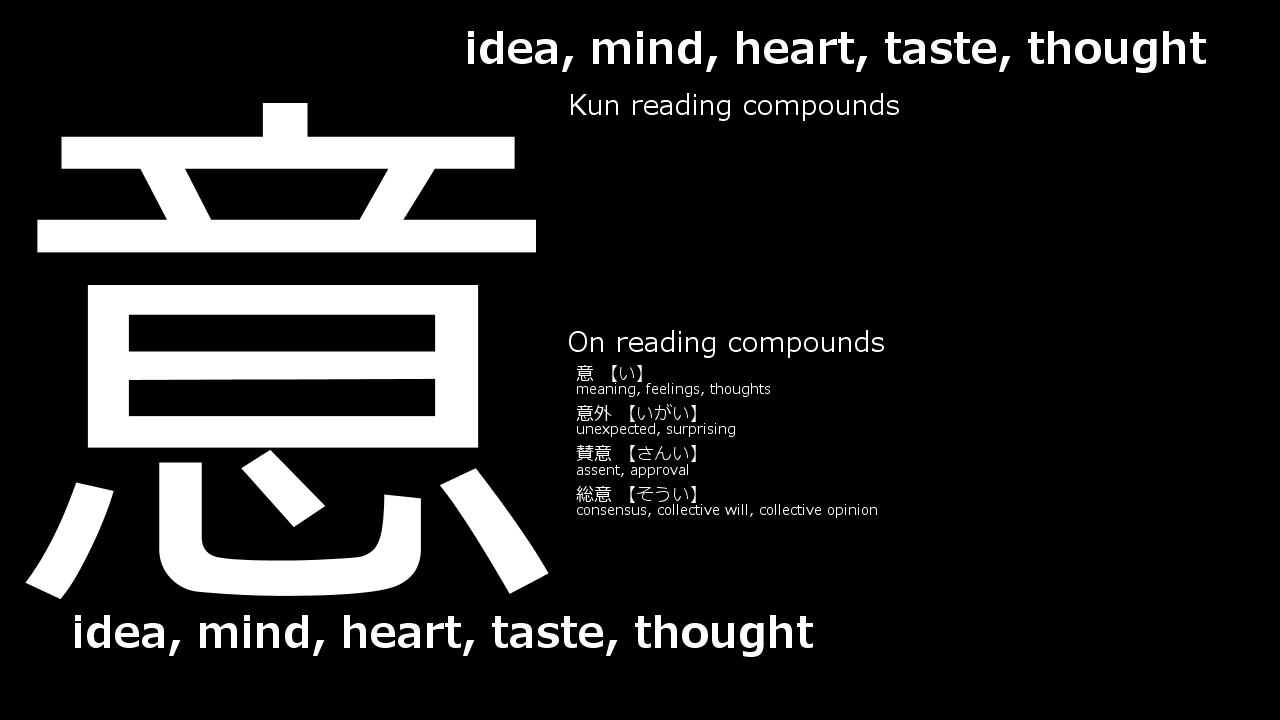 idea, mind, heart, taste, thought
意
Kun reading compounds
On reading compounds
意 【い】
meaning, feelings, thoughts
意外 【いがい】
unexpected, surprising
賛意 【さんい】
assent, approval
総意 【そうい】
consensus, collective will, collective opinion
idea, mind, heart, taste, thought